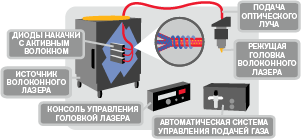 ДИОДЫ НАКАЧКИ
С АКТИВНЫМ
ВОЛОКНОМ
ИСТОЧНИК
ВОЛОКОННОГО
ЛАЗЕРА
КОНСОЛЬ УПРАВЛЕНИЯ
ГОЛОВКОЙ ЛАЗЕРА
ПОДАЧА
ОПТИЧЕСКОГО
ЛУЧА
РЕЖУЩАЯ
ГОЛОВКА
ВОЛОКОННОГО
ЛАЗЕРА
АВТОМАТИЧЕСКАЯ СИСТЕМА
УПРАВЛЕНИЯ ПОДАЧЕЙ ГАЗА